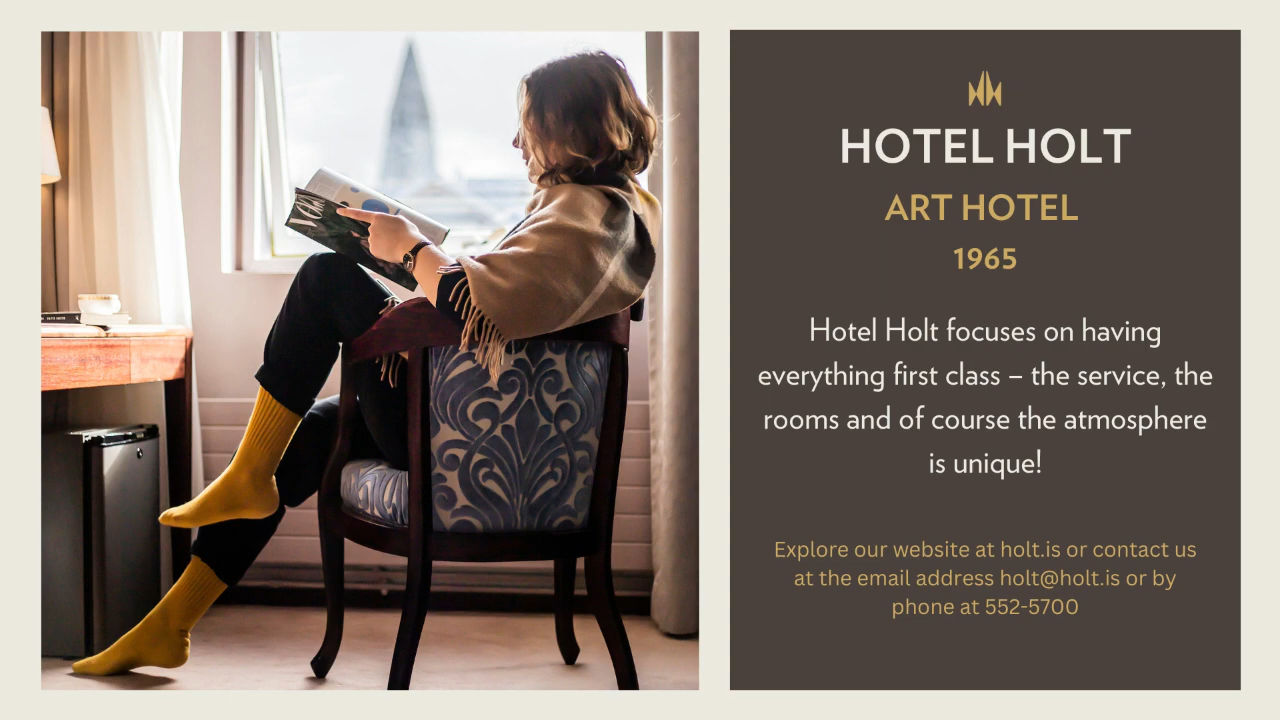 HOTEL HOLT
ART HOTEL
1965
Hotel Holt focuses on having
everything first class – the service, the
rooms and of course the atmosphere
is unique!
Explore our website at holt.is or contact us
at the email address holt@holt.is or by
phone at 552-5700